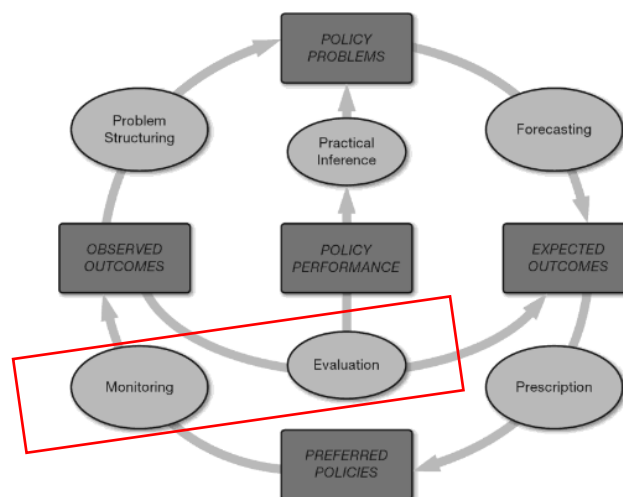 POLICY
PROBLEMS
Problem
Structuring
Practical
Inference
Forecasting
OBSERVED
OUTCOMES
POLICY
PERFORMANCE
EXPECTED
OUTCOMES
Monitoring
Evaluation
Prescription
PREFERRED
POLICIES